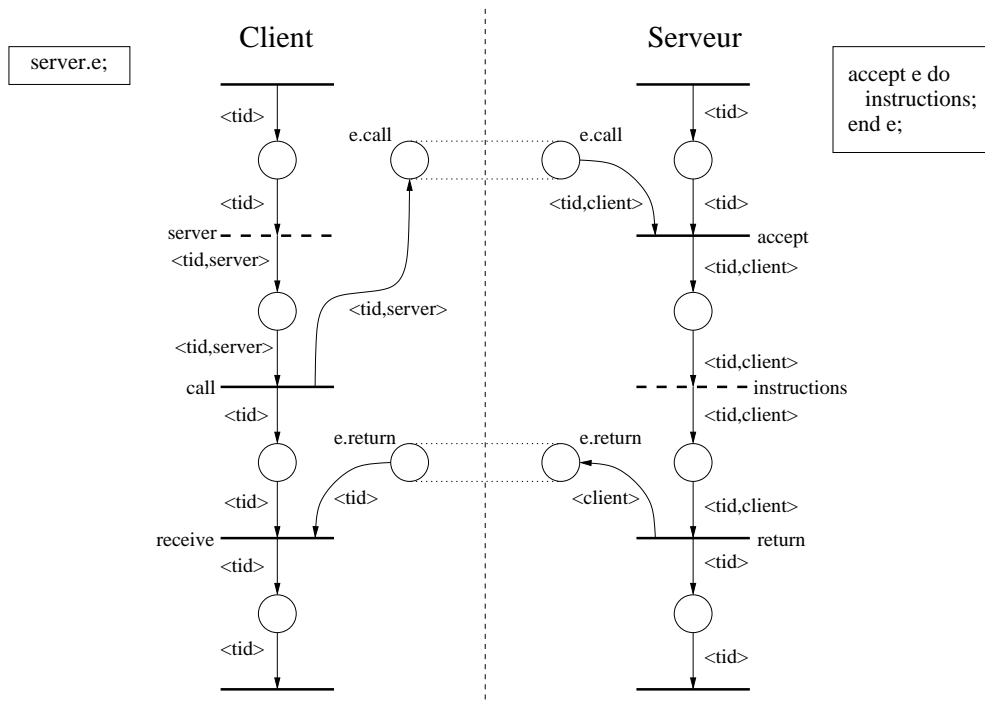 Client
Serveur
server.e;
accept e do
instructions;
end e;
<tid>
<tid>
e.call
e.call
<tid>
<tid>
<tid,client>
<tid>
server
accept
<tid,server>
<tid,client>
<tid,server>
<tid,server>
<tid,client>
call
instructions
<tid>
<tid,client>
e.return
e.return
<tid>
<tid>
<client>
<tid,client>
receive
return
<tid>
<tid>
<tid>
<tid>